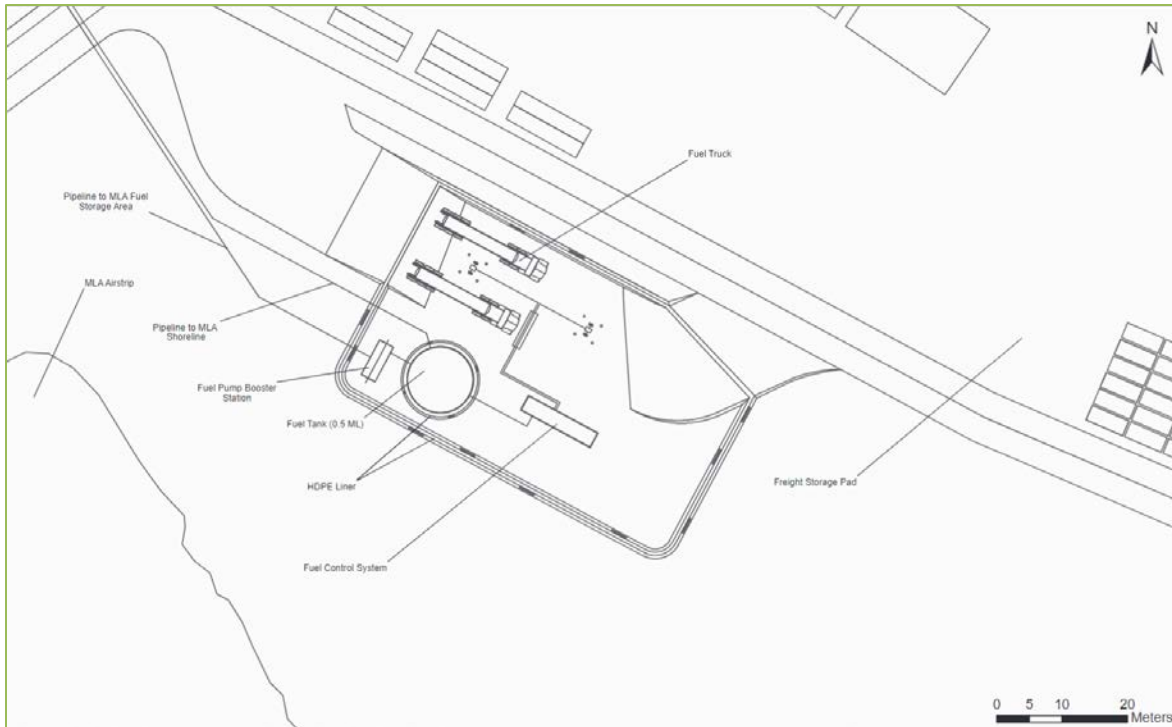 N
Fuel Truck
Pipeline to MLA Fuel
Storage Area
MLA Airstrip
Pipeline to MLA
Shoreline
Fuel Pump Booster
Station
Fuel Tank (0.5 ML)
HDPE Liner
Freight Storage Pad
Fuel Control System
0 5 10 20
Meters